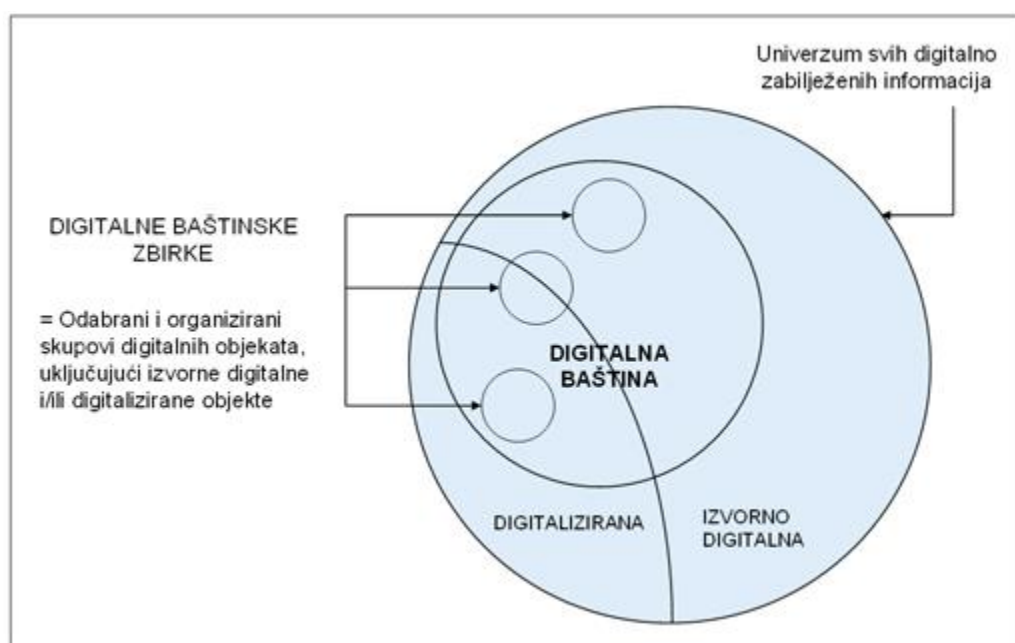 Univerzum svih digitalno
zabilježenih informacija
DIGITALNE BAŠTINSKE
ZBIRKE
= Odabrani i organizirani
skupovi digitalnih objekata,
uključujući izvorne digitalne
i/ili digitalizirane objekte
DIGITALNA
BAŠTINA
DIGITALIZIRANA
IZVORNO
DIGITALNA